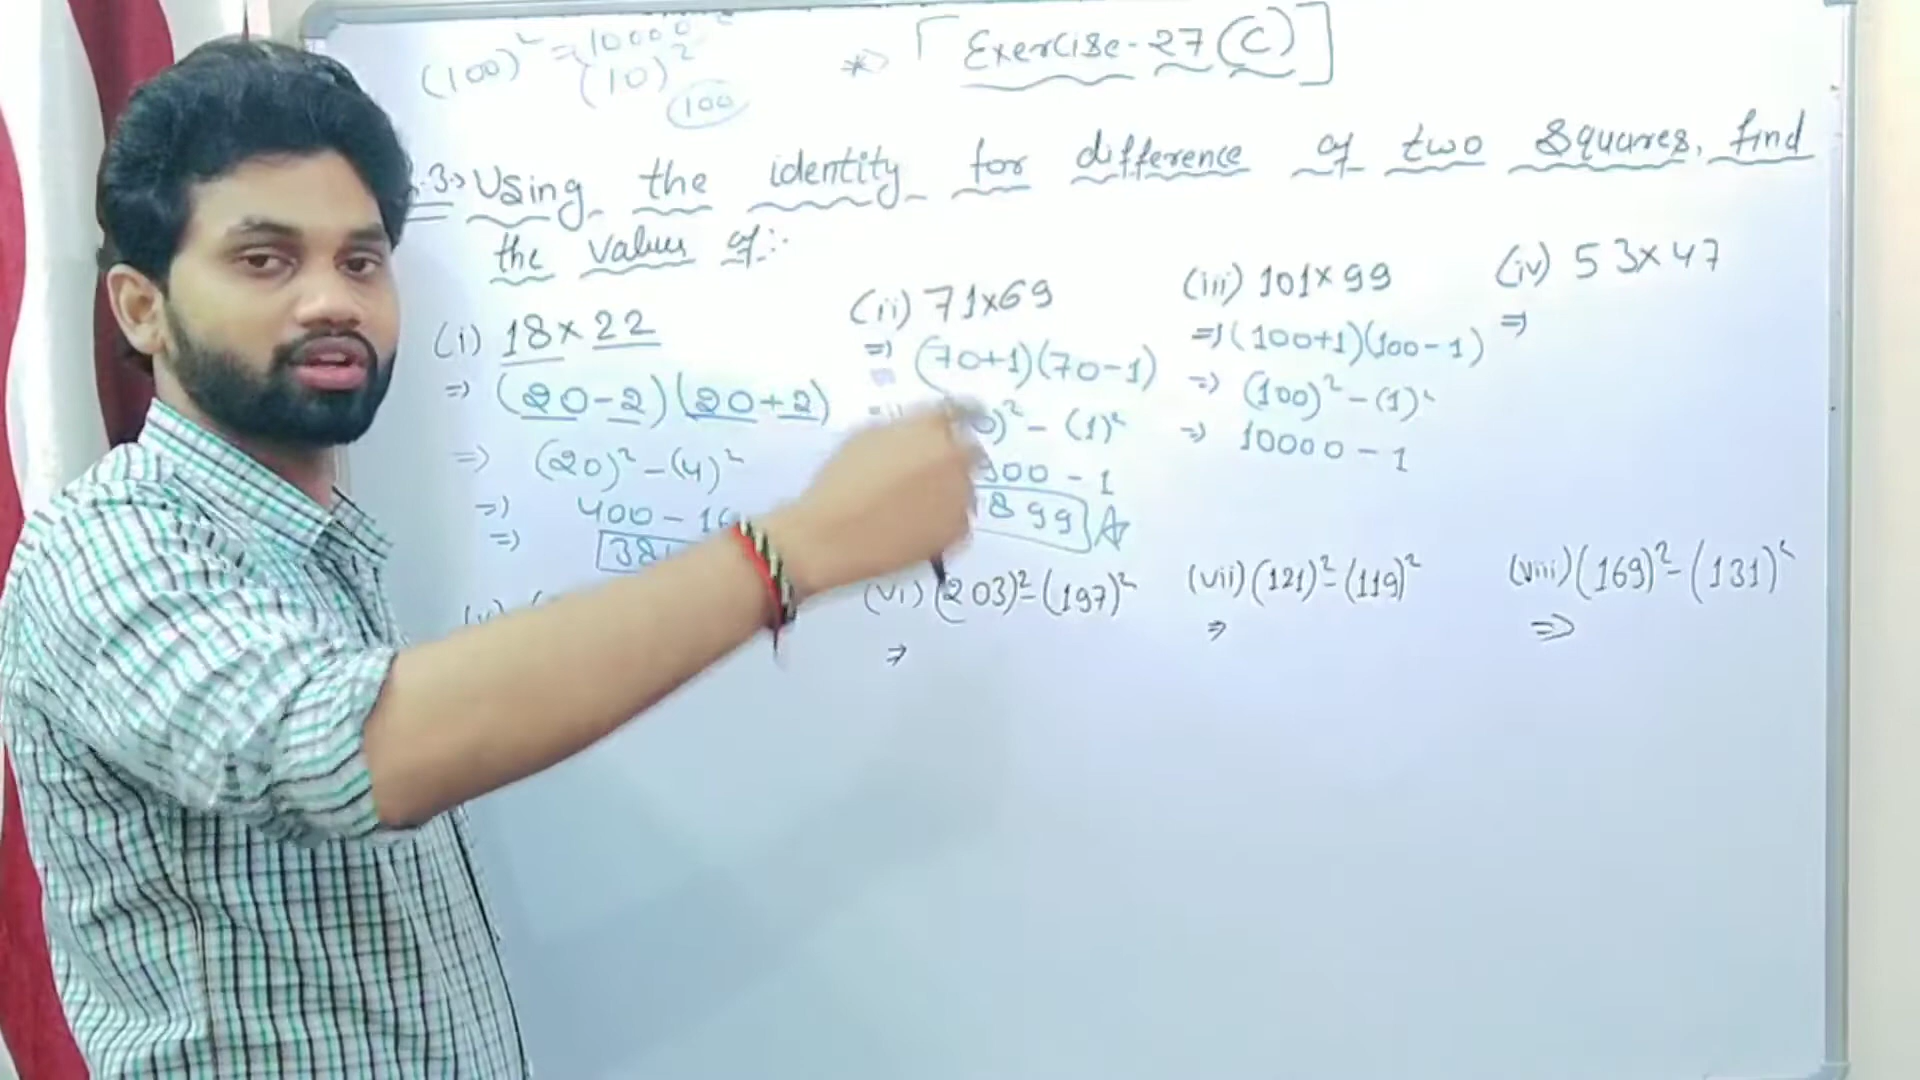 (100)² = 10000
(10)²
100
* [Exercise-27(C)]
.3.> Using the identity for difference of two squares, find
the values of:-
(i) 18 × 22
=> (20-2)(20+2)
=> (20)² - (4)²
=> 400 - 1
=> 38
(ii) 71×69
=> (70+1)(70-1)
)² - (1)²
- 1
899
(iii) 101×99
=> (100+1)(100-1)
=> (100)² - (1)²
=> 10000 - 1
(iv) 53×47
=>
(vi) (203)² - (197)²
=>
(vii) (121)² - (119)²
=>
(viii) (169)² - (131)²
=>